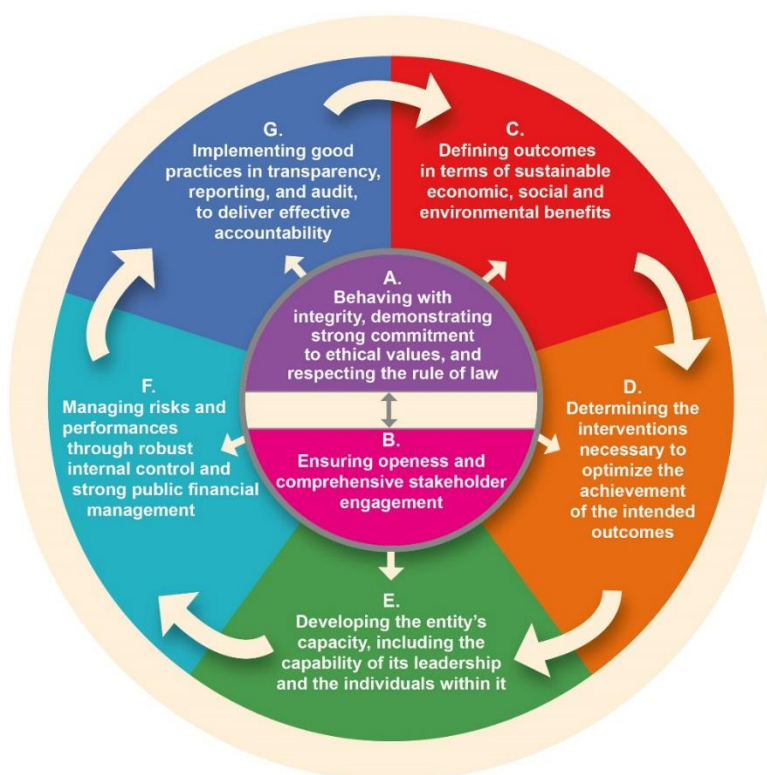 G.
Implementing good
practices in transparency,
reporting, and audit,
to deliver effective
accountability
C.
Defining outcomes
in terms of sustainable
economic, social and
environmental benefits
A.
Behaving with
integrity, demonstrating
strong commitment
to ethical values, and
respecting the rule of law
F.
Managing risks and
performances
through robust
internal control and
strong public financial
management
D.
Determining the
interventions
necessary to
optimize the
achievement
of the intended
outcomes
B.
Ensuring openess and
comprehensive stakeholder
engagement
E.
Developing the entity’s
capacity, including the
capability of its leadership
and the individuals within it